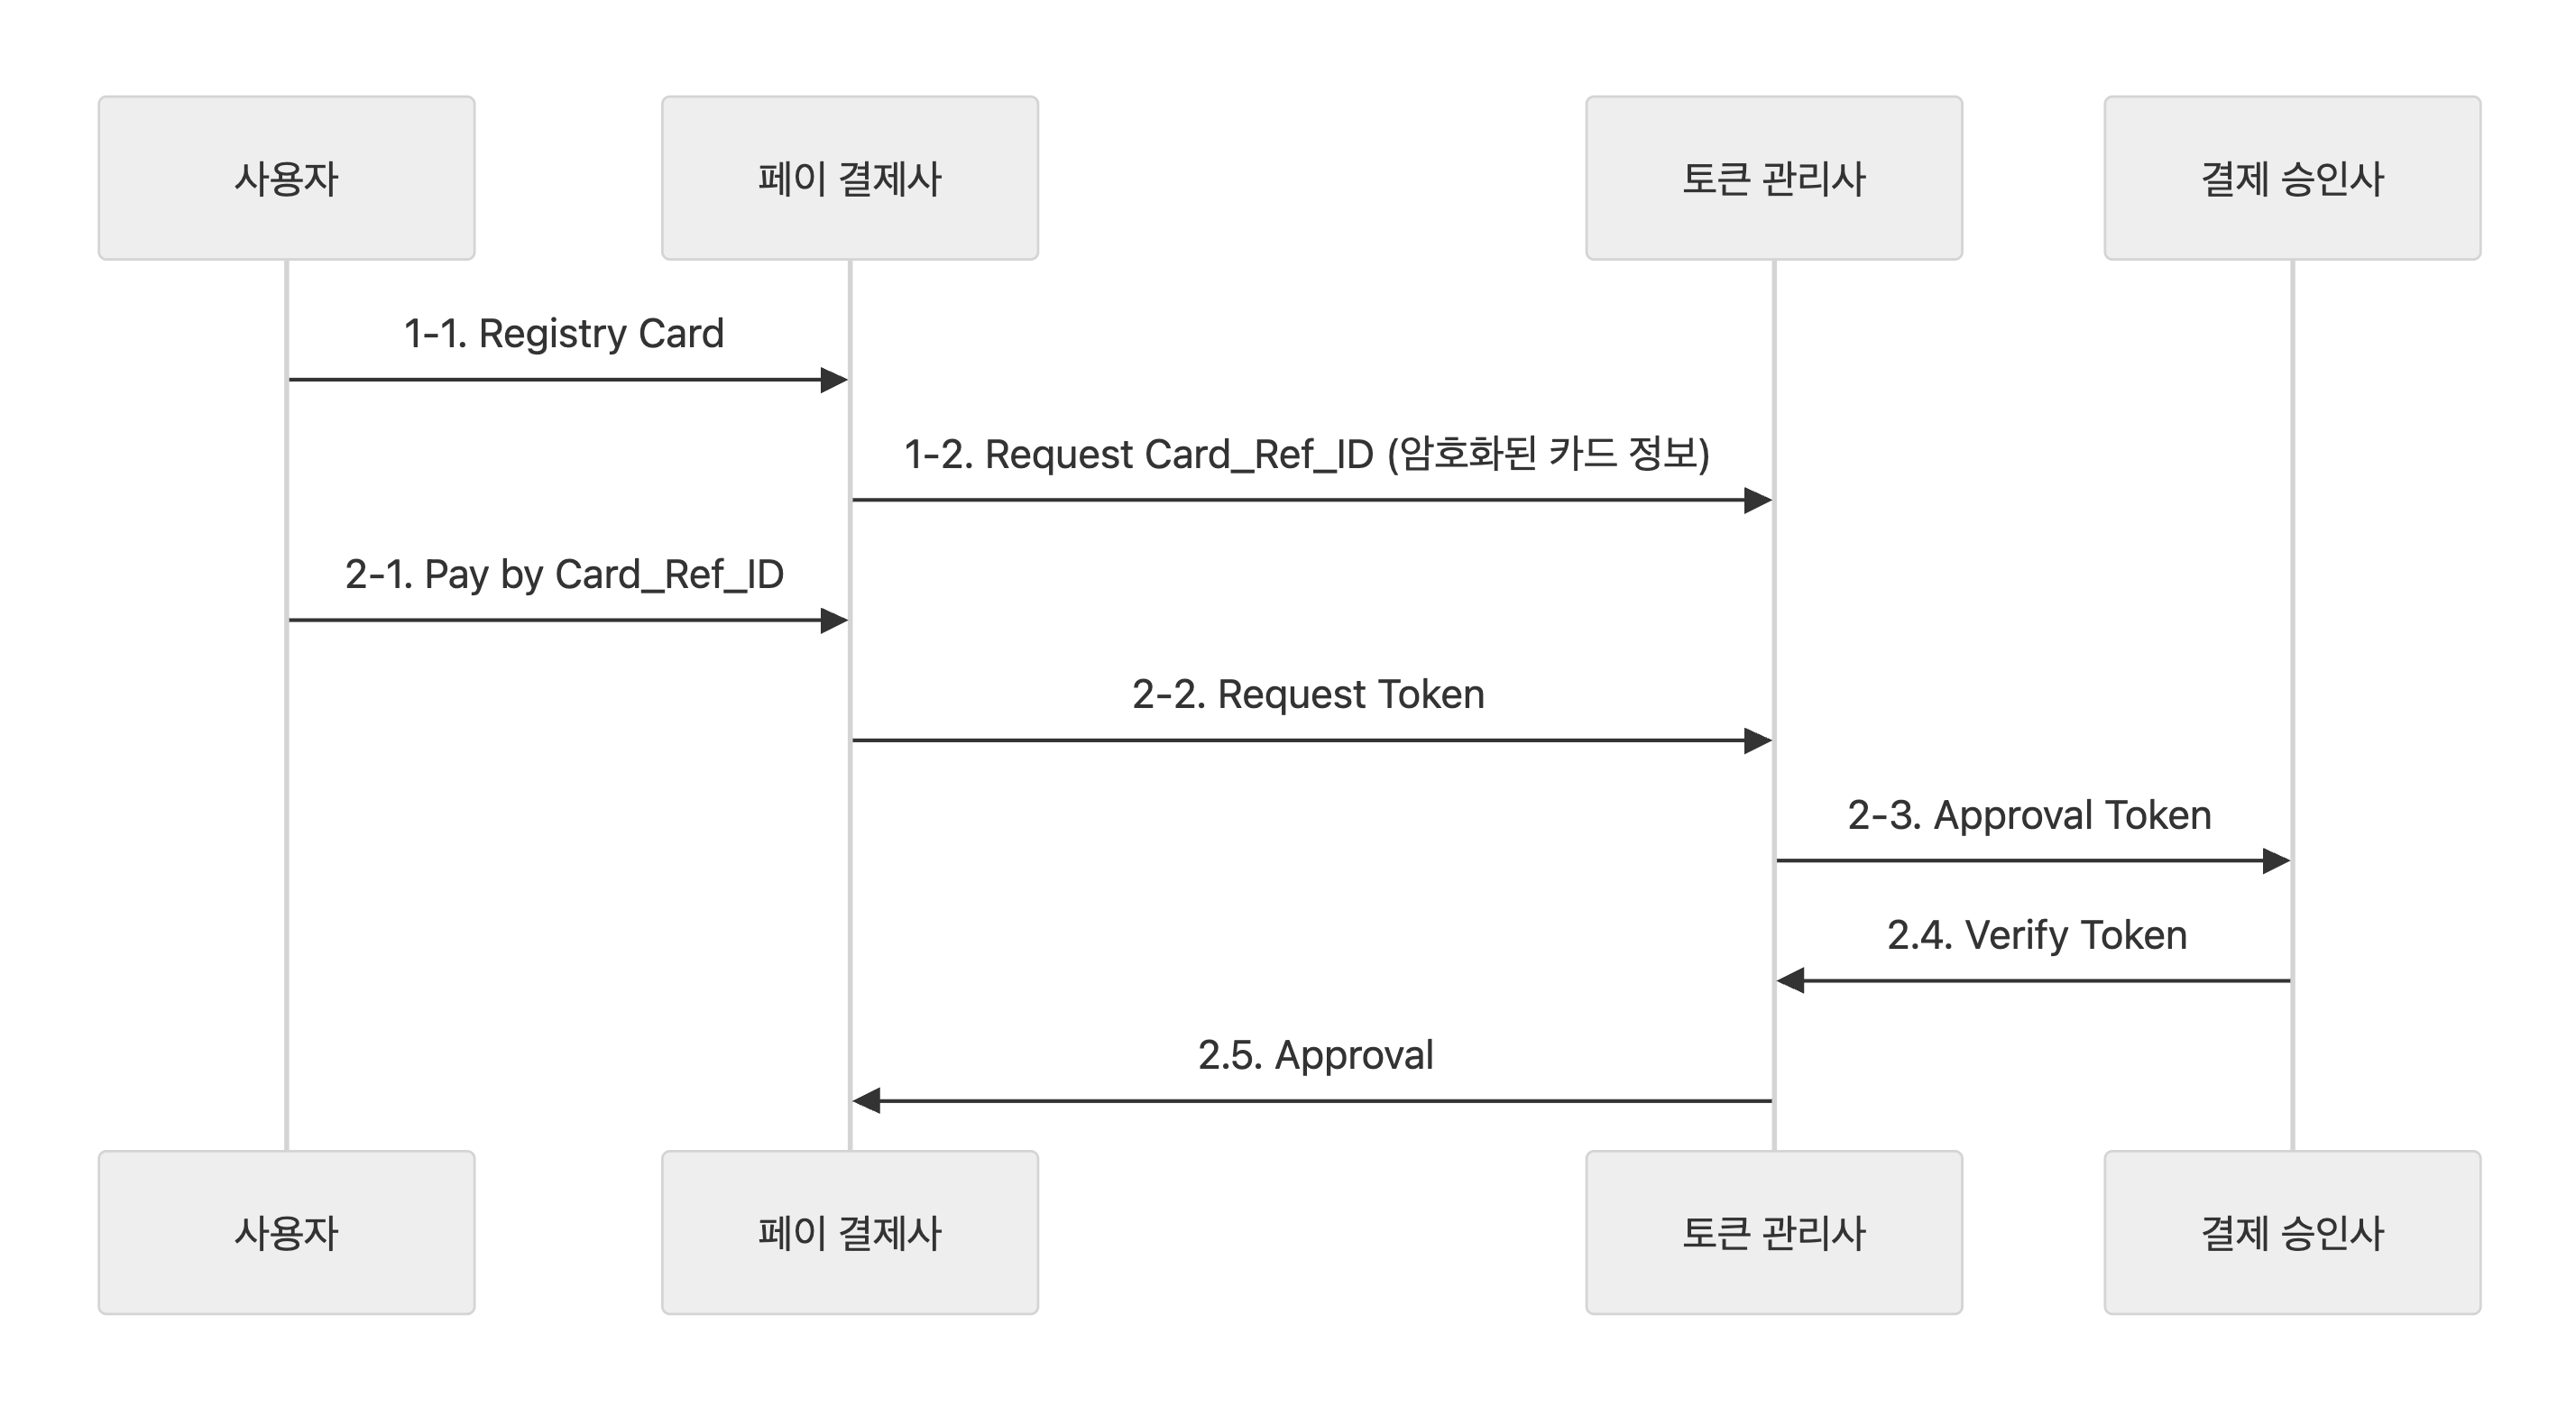 사용자
페이 결제사
토큰 관리사
결제 승인사
1-1. Registry Card
1-2. Request Card_Ref_ID (암호화된 카드 정보)
2-1. Pay by Card_Ref_ID
2-2. Request Token
2-3. Approval Token
2.4. Verify Token
2.5. Approval
사용자
페이 결제사
토큰 관리사
결제 승인사